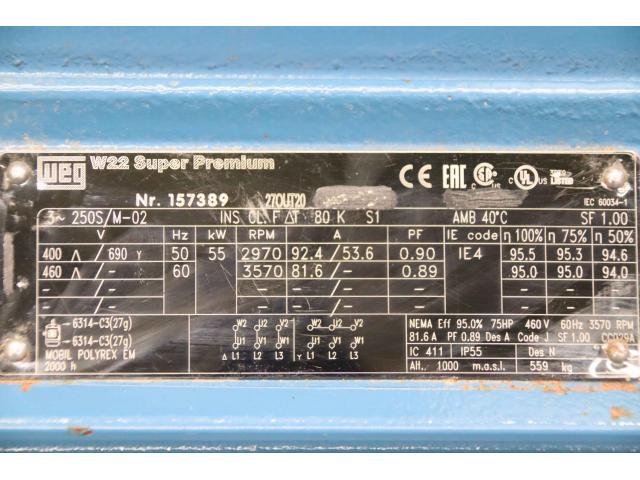 WEG W22 Super Premium
CE EAC CSA C UL US LISTED
Nr. 157389 27OUT20
IEC 60034-1
3~ 250S/M-02 INS CL. F ΔT 80 K S1 AMB 40°C SF 1.00
V Hz kW RPM A PF IE code η 100% η 75% η 50%
400 Δ / 690 Y 50 55 2970 92.4 / 53.6 0.90 IE4 95.5 95.3 94.6
460 Δ / - 60 3570 81.6 / - 0.89 95.0 95.0 94.0
- / - - - - / - - - - -
- / - - - - / - - - - -
→6314-C3(27g)
→6314-C3(27g)
MOBIL POLYREX EM
2000 h
W2 U2 V2 W2 U2 V2
U1 V1 W1 U1 V1 W1
Δ L1 L2 L3 Y L1 L2 L3
NEMA Eff 95.0% 75HP 460V 60Hz 3570 RPM
81.6 A PF 0.89 Des A Code J SF 1.00 CC029A
IC 411 IP55 Des N
Alt. 1000 m.a.s.l. 559 kg